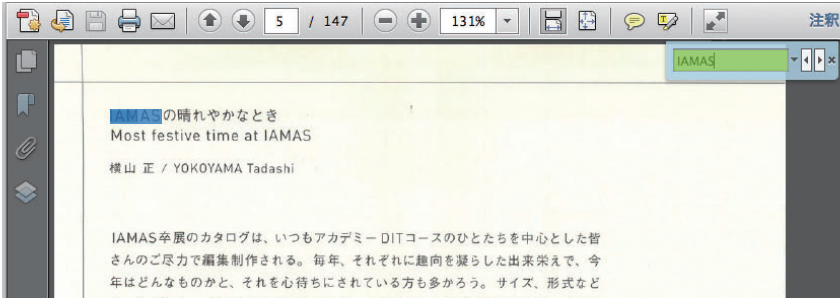 5 / 147 131% 注釈
IAMAS
IAMASの晴れやかなとき
Most festive time at IAMAS
横山 正 / YOKOYAMA Tadashi
IAMAS卒展のカタログは、いつもアカデミーDITコースのひとたちを中心とした皆
さんのご尽力で編集制作される。毎年、それぞれに趣向を凝らした出来栄えで、今
年はどんなものかと、それを心待ちにされている方も多かろう。サイズ、形式など